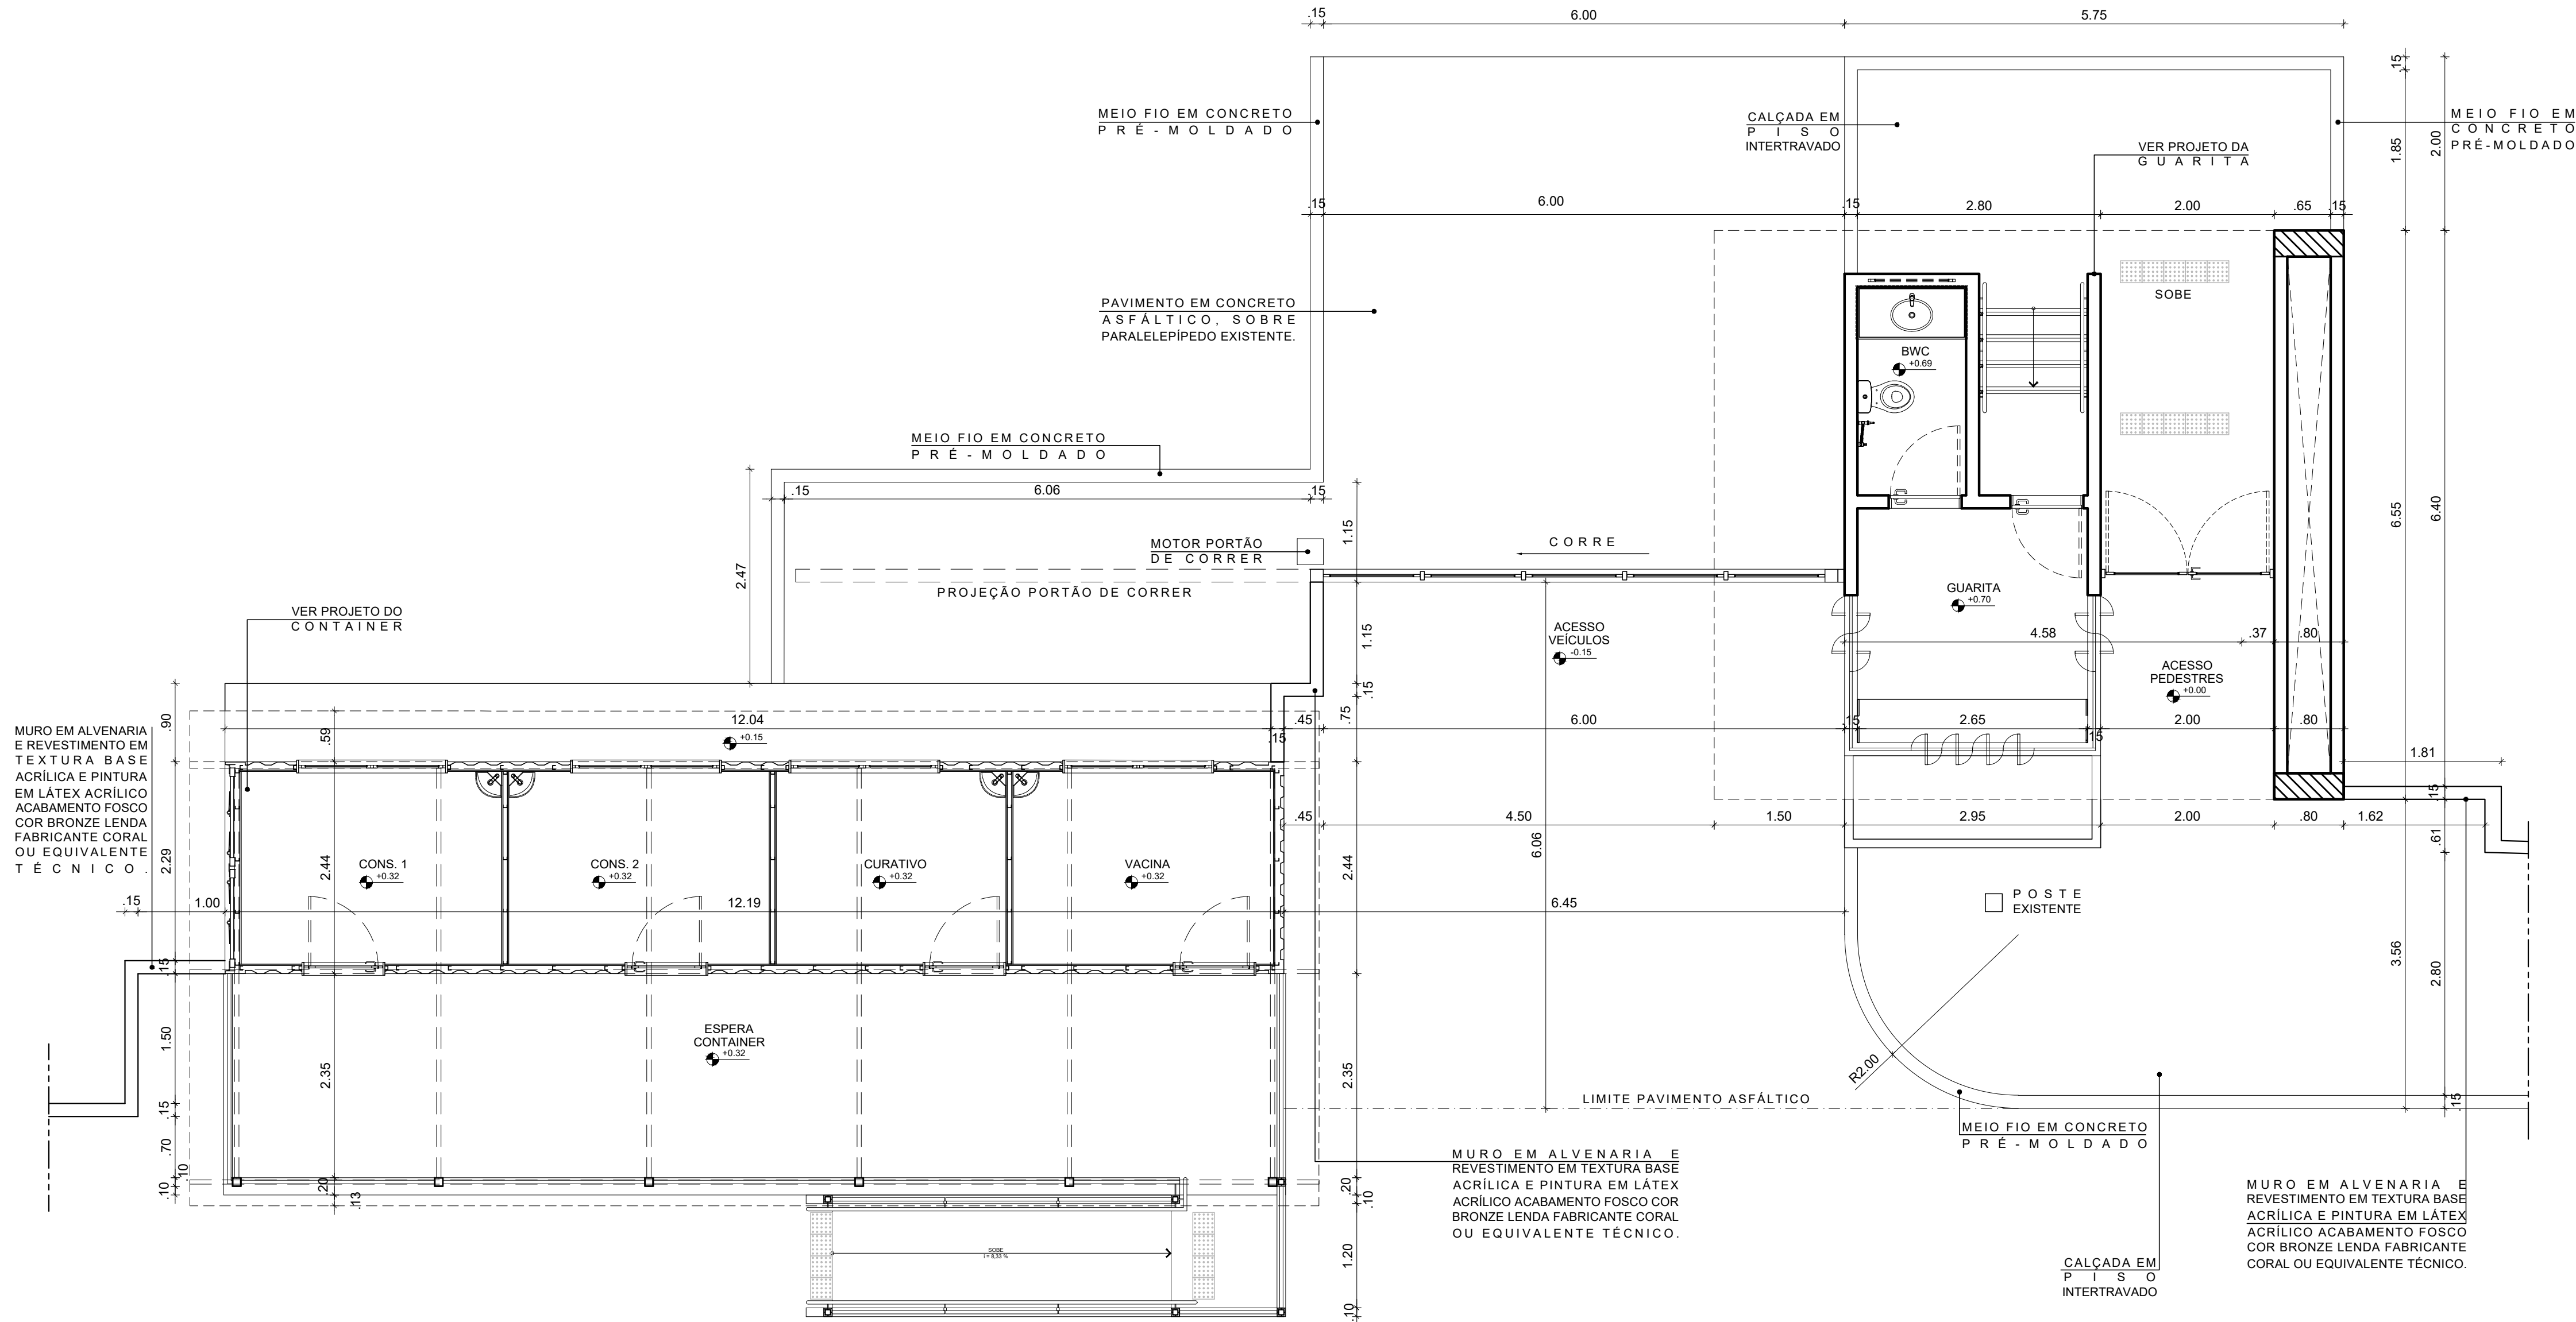 .15
6.00
5.75
MEIO FIO EM CONCRETO
PRÉ-MOLDADO
CALÇADA EM
PISO
INTERTRAVADO
VER PROJETO DA
GUARITA
MEIO FIO EM
CONCRETO
PRÉ-MOLDADO
.15
1.85
2.00
.15
6.00
.15
2.80
2.00
.65
.15
SOBE
PAVIMENTO EM CONCRETO
ASFÁLTICO, SOBRE
PARALELEPÍPEDO EXISTENTE.
BWC
+0.69
MEIO FIO EM CONCRETO
PRÉ-MOLDADO
.15
6.06
.15
6.55
6.40
1.15
2.47
MOTOR PORTÃO
DE CORRER
CORRE
PROJEÇÃO PORTÃO DE CORRER
GUARITA
+0.70
VER PROJETO DO
CONTAINER
ACESSO
VEÍCULOS
-0.15
1.15
4.58
.37
.80
ACESSO
PEDESTRES
+0.00
.15
.90
.59
12.04
+0.15
.15
.45
.75
6.00
.15
2.65
.15
2.00
.80
1.81
MURO EM ALVENARIA
E REVESTIMENTO EM
TEXTURA BASE
ACRÍLICA E PINTURA
EM LÁTEX ACRÍLICO
ACABAMENTO FOSCO
COR BRONZE LENDA
FABRICANTE CORAL
OU EQUIVALENTE
TÉCNICO.
.15
.45
4.50
1.50
2.95
2.00
.80
1.62
.61
6.06
2.29
2.44
CONS. 1
+0.32
CONS. 2
+0.32
CURATIVO
+0.32
VACINA
+0.32
2.44
POSTE
EXISTENTE
.15
1.00
12.19
6.45
3.56
2.80
.15
1.50
ESPERA
CONTAINER
+0.32
2.35
2.35
R2.00
LIMITE PAVIMENTO ASFÁLTICO
.15
.15
.70
.10
.10
.20
.13
MEIO FIO EM CONCRETO
PRÉ-MOLDADO
MURO EM ALVENARIA E
REVESTIMENTO EM TEXTURA BASE
ACRÍLICA E PINTURA EM LÁTEX
ACRÍLICO ACABAMENTO FOSCO COR
BRONZE LENDA FABRICANTE CORAL
OU EQUIVALENTE TÉCNICO.
.20
.10
1.20
.10
SOBE
i = 8,33 %
MURO EM ALVENARIA E
REVESTIMENTO EM TEXTURA BASE
ACRÍLICA E PINTURA EM LÁTEX
ACRÍLICO ACABAMENTO FOSCO
COR BRONZE LENDA FABRICANTE
CORAL OU EQUIVALENTE TÉCNICO.
CALÇADA EM
PISO
INTERTRAVADO